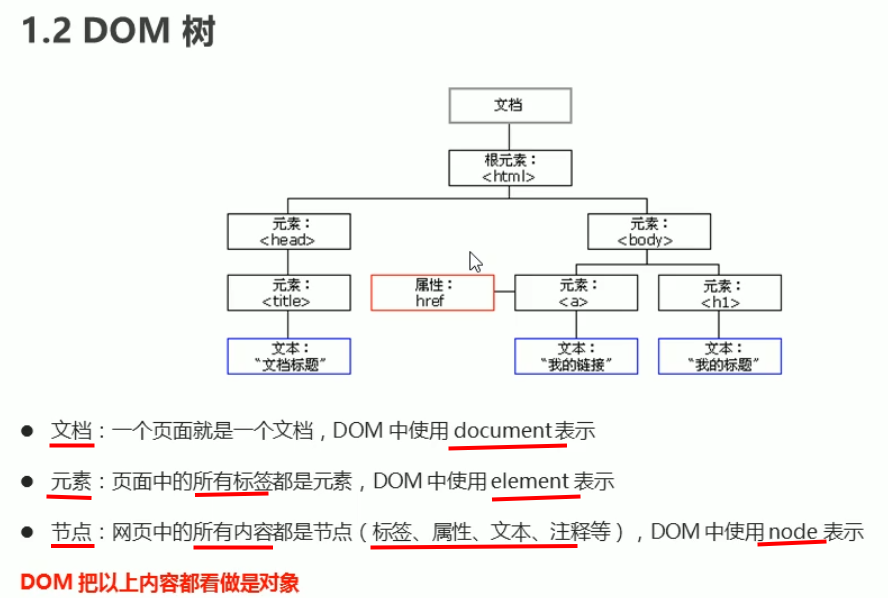 1.2 DOM 树
文档
根元素：
<html>
元素：
<head>
元素：
<body>
元素：
<title>
属性：
href
元素：
<a>
元素：
<h1>
文本：
“文档标题”
文本：
“我的链接”
文本：
“我的标题”
● 文档：一个页面就是一个文档，DOM 中使用 document 表示
● 元素：页面中的所有标签都是元素，DOM 中使用 element 表示
● 节点：网页中的所有内容都是节点（标签、属性、文本、注释等），DOM 中使用 node 表示
DOM 把以上内容都看做是对象